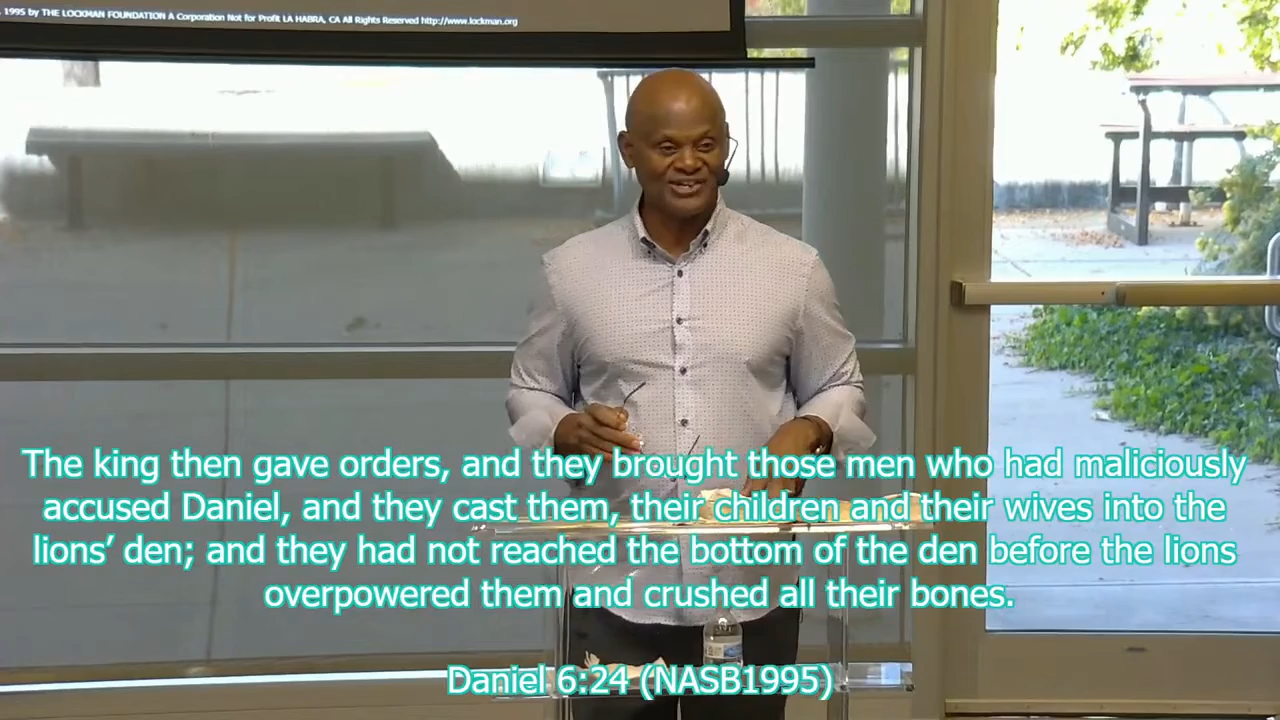 1995 by THE LOCKMAN FOUNDATION A Corporation Not for Profit LA HABRA, CA All Rights Reserved http://www.lockman.org
The king then gave orders, and they brought those men who had maliciously
accused Daniel, and they cast them, their children and their wives into the
lions’ den; and they had not reached the bottom of the den before the lions
overpowered them and crushed all their bones.
Daniel 6:24 (NASB1995)